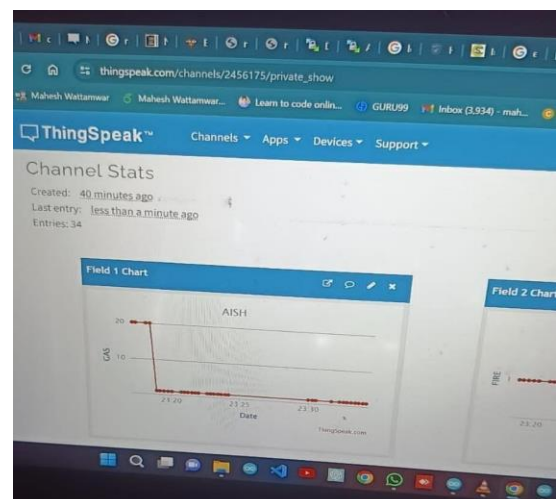 thingspeak.com/channels/2456175/private_show
Mahesh Wattamwar
Mahesh Wattamwar...
Learn to code onlin...
GURU99
Inbox (3,934) - mah...
ThingSpeak™
Channels
Apps
Devices
Support
Channel Stats
Created: 40 minutes ago
Last entry: less than a minute ago
Entries: 34
Field 1 Chart
AISH
GAS
20
10
23:20
23:25
23:30
Date
ThingSpeak.com
Field 2 Char
FIRE
1
23:20